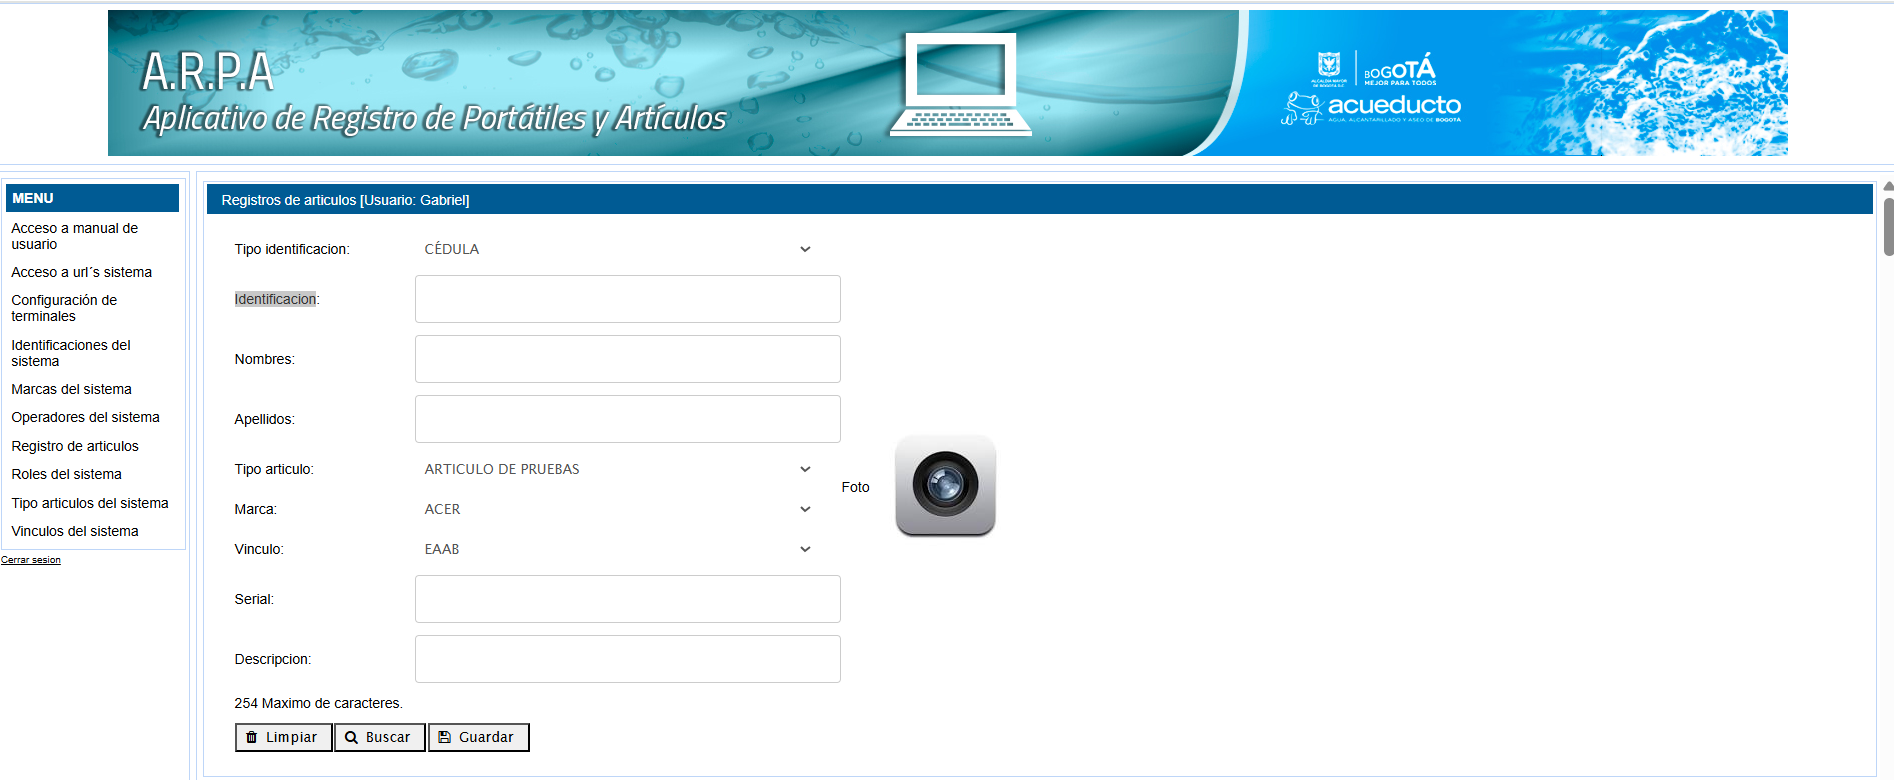 A.R.P.A
Aplicativo de Registro de Portátiles y Artículos
ALCALDÍA MAYOR
DE BOGOTÁ D.C.
BOGOTÁ
MEJOR PARA TODOS
acueducto
AGUA, ALCANTARILLADO Y ASEO DE BOGOTÁ
MENU
Acceso a manual de
usuario
Acceso a url´s sistema
Configuración de
terminales
Identificaciones del
sistema
Marcas del sistema
Operadores del sistema
Registro de articulos
Roles del sistema
Tipo articulos del sistema
Vinculos del sistema
Cerrar sesion
Registros de articulos [Usuario: Gabriel]
Tipo identificacion: CÉDULA
Identificacion:
Nombres:
Apellidos:
Tipo articulo: ARTICULO DE PRUEBAS
Foto
Marca: ACER
Vinculo: EAAB
Serial:
Descripcion:
254 Maximo de caracteres.
Limpiar Buscar Guardar